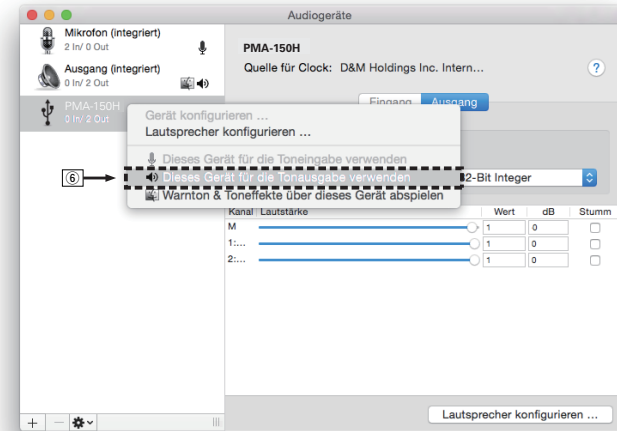 Audiogeräte
Mikrofon (integriert)
2 In/ 0 Out
Ausgang (integriert)
0 In/ 2 Out
PMA-150H
0 In/ 2 Out
PMA-150H
Quelle für Clock: D&M Holdings Inc. Intern...
?
Eingang Ausgang
Gerät konfigurieren ...
Lautsprecher konfigurieren ...
Dieses Gerät für die Toneingabe verwenden
6 Dieses Gerät für die Tonausgabe verwenden
2-Bit Integer
Warnton & Toneffekte über dieses Gerät abspielen
Kanal Lautstärke Wert dB Stumm
M 1 0
1:... 1 0
2:... 1 0
Lautsprecher konfigurieren ...